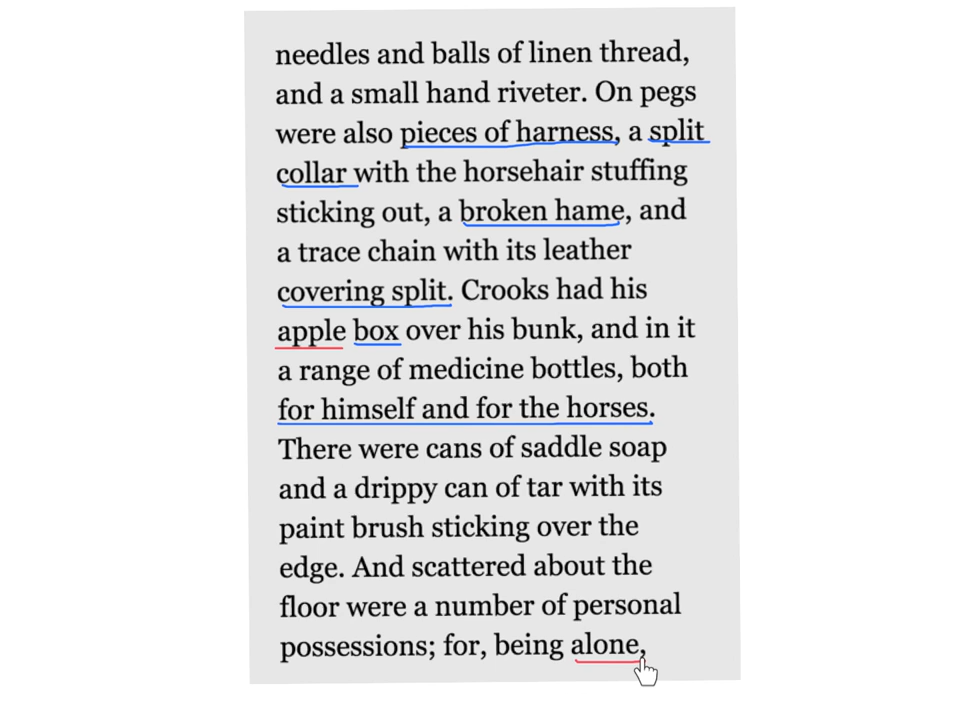 needles and balls of linen thread,
and a small hand riveter. On pegs
were also pieces of harness, a split
collar with the horsehair stuffing
sticking out, a broken hame, and
a trace chain with its leather
covering split. Crooks had his
apple box over his bunk, and in it
a range of medicine bottles, both
for himself and for the horses.
There were cans of saddle soap
and a drippy can of tar with its
paint brush sticking over the
edge. And scattered about the
floor were a number of personal
possessions; for, being alone,